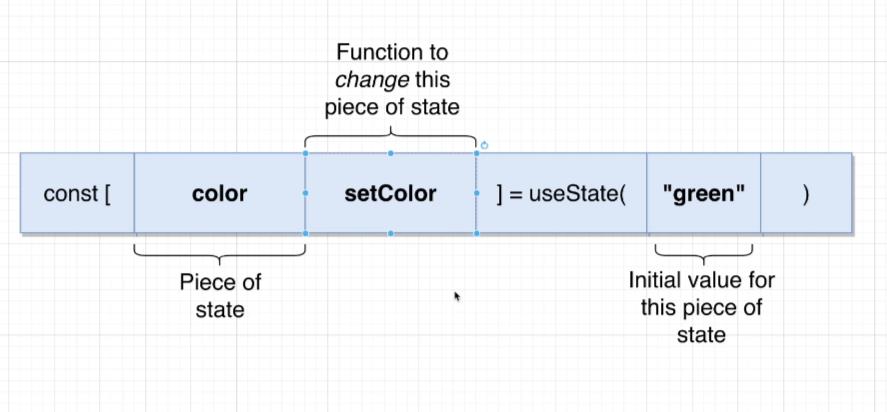 Function to
change this
piece of state
const [ color setColor ] = useState( "green" )
Piece of
state
Initial value for
this piece of
state